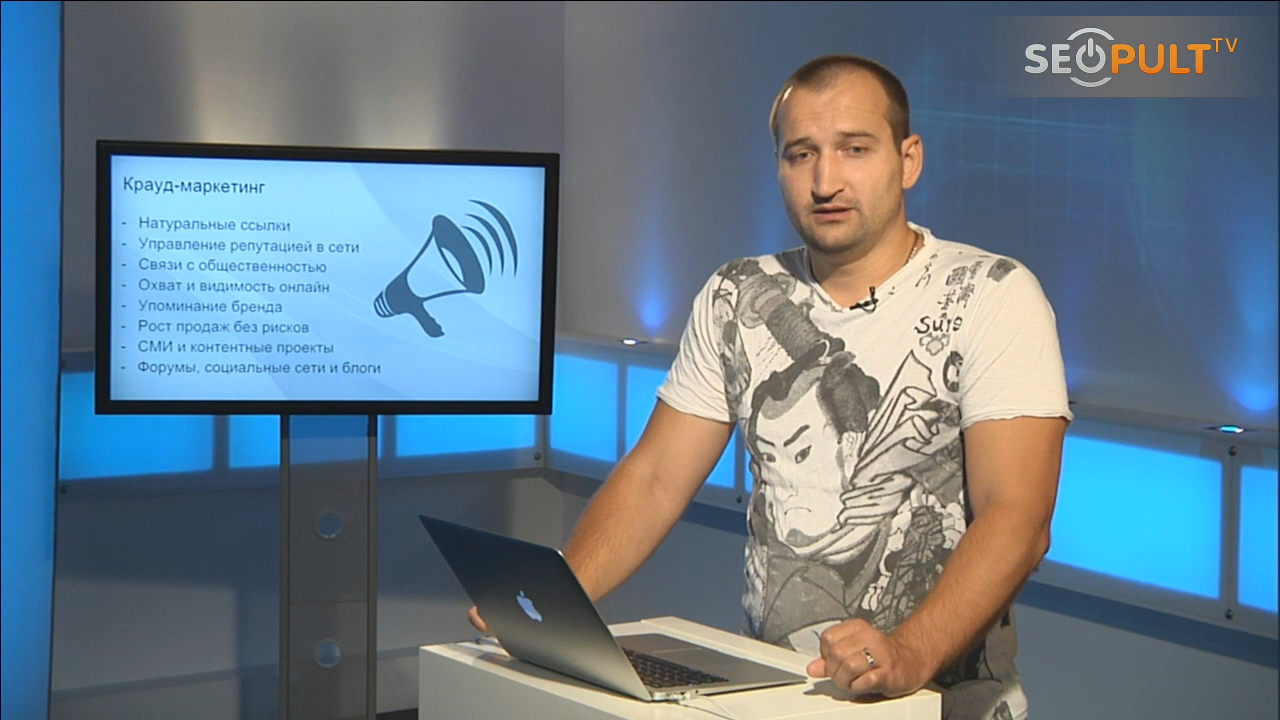 SEOPULT TV
Крауд-маркетинг
- Натуральные ссылки
- Управление репутацией в сети
- Связи с общественностью
- Охват и видимость онлайн
- Упоминание бренда
- Рост продаж без рисков
- СМИ и контентные проекты
- Форумы, социальные сети и блоги